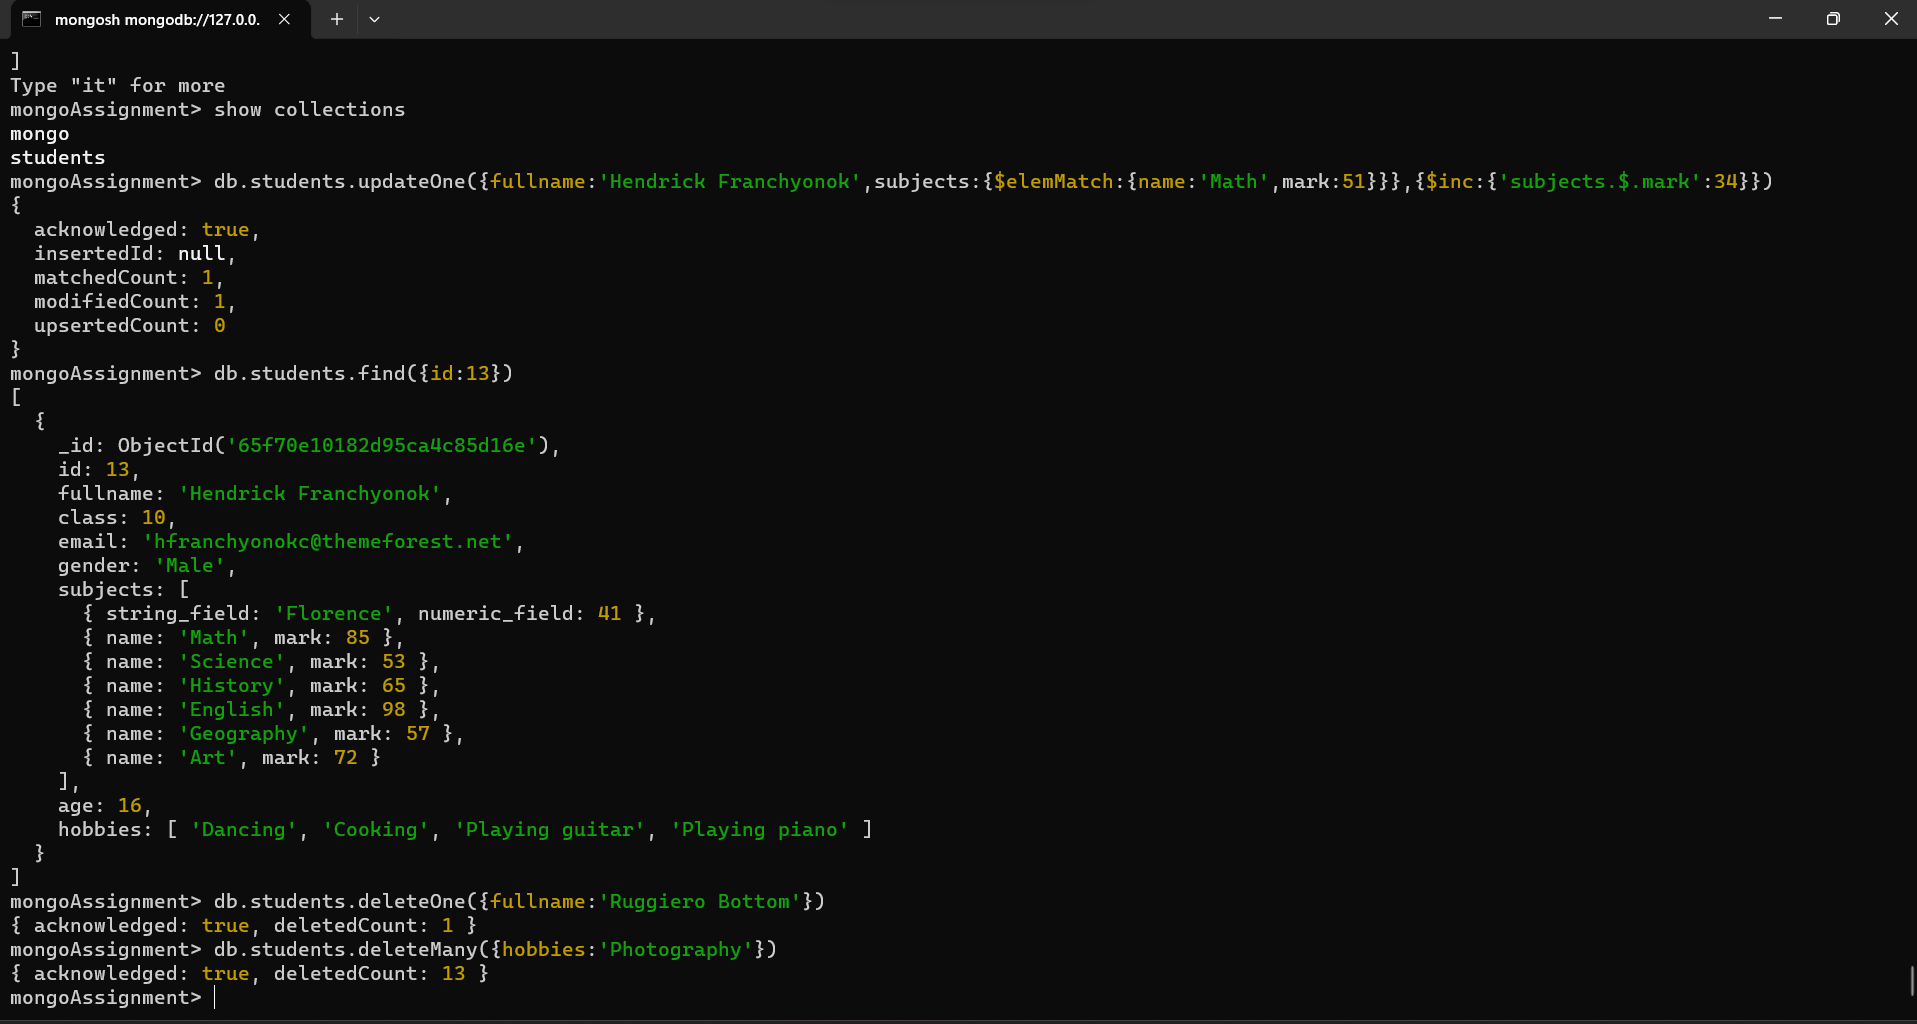 mongosh mongodb://127.0.0.
]
Type "it" for more
mongoAssignment> show collections
mongo
students
mongoAssignment> db.students.updateOne({fullname:'Hendrick Franchyonok',subjects:{$elemMatch:{name:'Math',mark:51}}},{$inc:{'subjects.$.mark':34}})
{
  acknowledged: true,
  insertedId: null,
  matchedCount: 1,
  modifiedCount: 1,
  upsertedCount: 0
}
mongoAssignment> db.students.find({id:13})
[
  {
    _id: ObjectId('65f70e10182d95ca4c85d16e'),
    id: 13,
    fullname: 'Hendrick Franchyonok',
    class: 10,
    email: 'hfranchyonokc@themeforest.net',
    gender: 'Male',
    subjects: [
      { string_field: 'Florence', numeric_field: 41 },
      { name: 'Math', mark: 85 },
      { name: 'Science', mark: 53 },
      { name: 'History', mark: 65 },
      { name: 'English', mark: 98 },
      { name: 'Geography', mark: 57 },
      { name: 'Art', mark: 72 }
    ],
    age: 16,
    hobbies: [ 'Dancing', 'Cooking', 'Playing guitar', 'Playing piano' ]
  }
]
mongoAssignment> db.students.deleteOne({fullname:'Ruggiero Bottom'})
{ acknowledged: true, deletedCount: 1 }
mongoAssignment> db.students.deleteMany({hobbies:'Photography'})
{ acknowledged: true, deletedCount: 13 }
mongoAssignment>